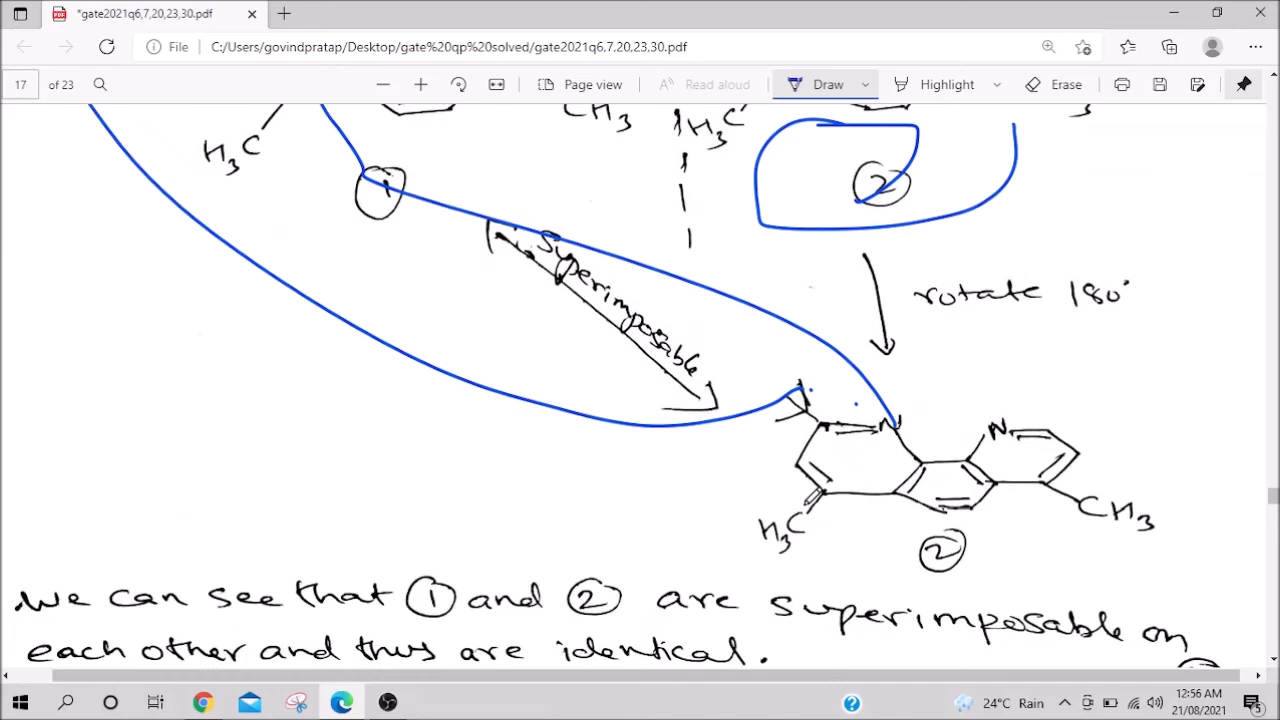 *gate2021q6,7,20,23,30.pdf
File C:/Users/govindpratap/Desktop/gate%20qp%20solved/gate2021q6,7,20,23,30.pdf
17 of 23 Page view Read aloud Draw Highlight Erase
H3C CH3 H3C
1 2
Superimposable
rotate 180°
N N
H3C CH3
2
We can see that 1 and 2 are superimposable on
each other and thus are identical.
24°C Rain 12:56 AM
21/08/2021
5